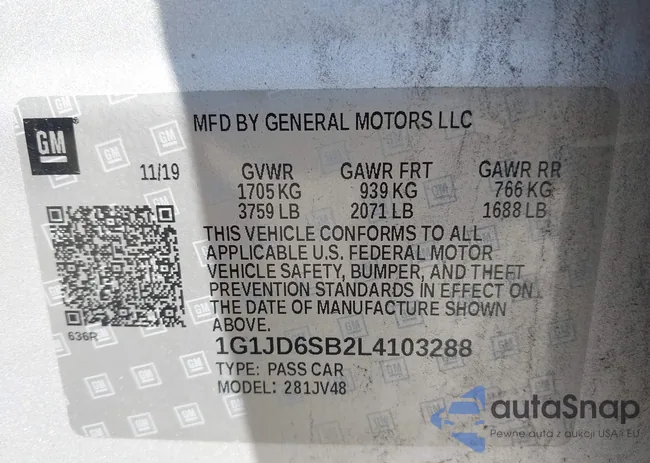 GM
MFD BY GENERAL MOTORS LLC
11/19 GVWR GAWR FRT GAWR RR
1705 KG 939 KG 766 KG
3759 LB 2071 LB 1688 LB
THIS VEHICLE CONFORMS TO ALL
APPLICABLE U.S. FEDERAL MOTOR
VEHICLE SAFETY, BUMPER, AND THEFT
PREVENTION STANDARDS IN EFFECT ON
THE DATE OF MANUFACTURE SHOWN
ABOVE.
636R
1G1JD6SB2L4103288
TYPE: PASS CAR
MODEL: 281JV48
autaSnap
Pewne auta z aukcji USA i EU